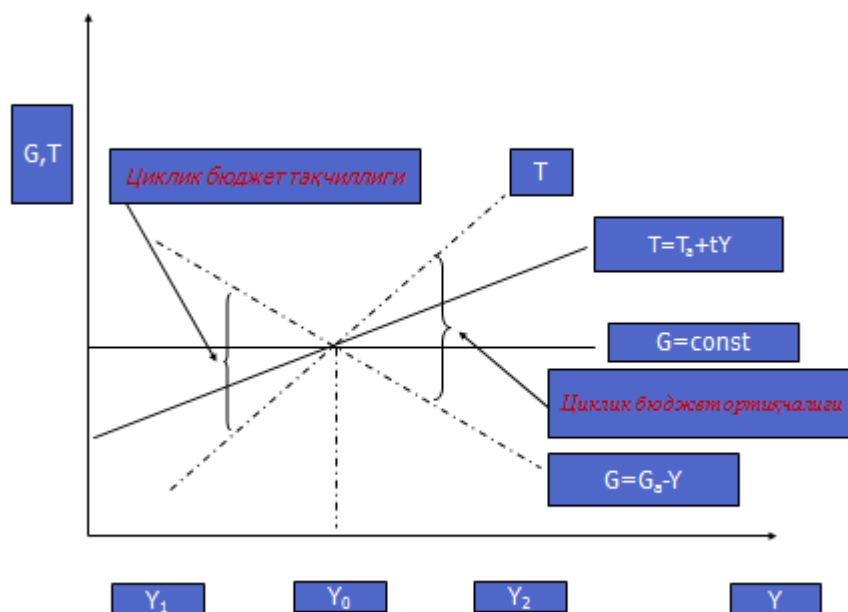 G,T
Циклик бюджет тақчиллиги
T
T=Tₐ+tY
G=const
Циклик бюджет ортиқчалиги
G=Gₐ-Y
Y₁ Y₀ Y₂ Y